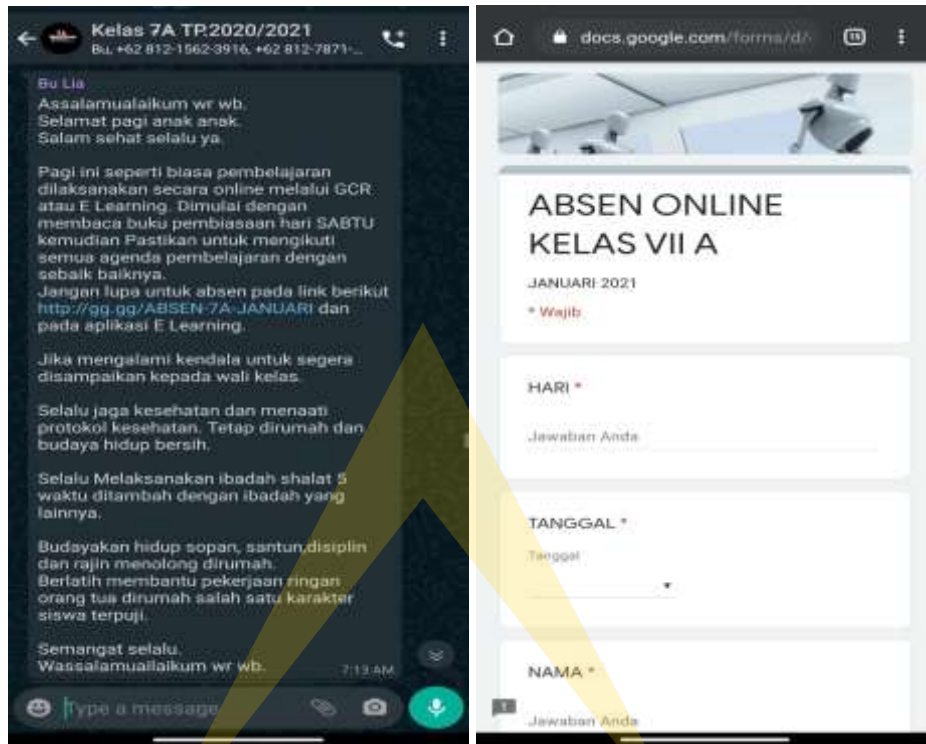 Kelas 7A TP.2020/2021
Bu, +62 812-1562-3916, +62 812-7871-...
Bu Lia
Assalamualaikum wr wb.
Selamat pagi anak anak.
Salam sehat selalu ya.
Pagi ini seperti biasa pembelajaran
dilaksanakan secara online melalui GCR
atau E Learning. Dimulai dengan
membaca buku pembiasaan hari SABTU
kemudian Pastikan untuk mengikuti
semua agenda pembelajaran dengan
sebaik baiknya.
Jangan lupa untuk absen pada link berikut
http://gg.gg/ABSEN-7A-JANUARI dan
pada aplikasi E Learning.
Jika mengalami kendala untuk segera
disampaikan kepada wali kelas.
Selalu jaga kesehatan dan menaati
protokol kesehatan. Tetap dirumah dan
budaya hidup bersih.
Selalu Melaksanakan ibadah shalat 5
waktu ditambah dengan ibadah yang
lainnya.
Budayakan hidup sopan, santun,disiplin
dan rajin menolong dirumah.
Berlatih membantu pekerjaan ringan
orang tua dirumah salah satu karakter
siswa terpuji.
Semangat selalu.
Wassalamuailaikum wr wb.
7:13 AM
Type a message
docs.google.com/forms/d/
ABSEN ONLINE
KELAS VII A
JANUARI 2021
* Wajib
HARI *
Jawaban Anda
TANGGAL *
Tanggal
NAMA *
Jawaban Anda